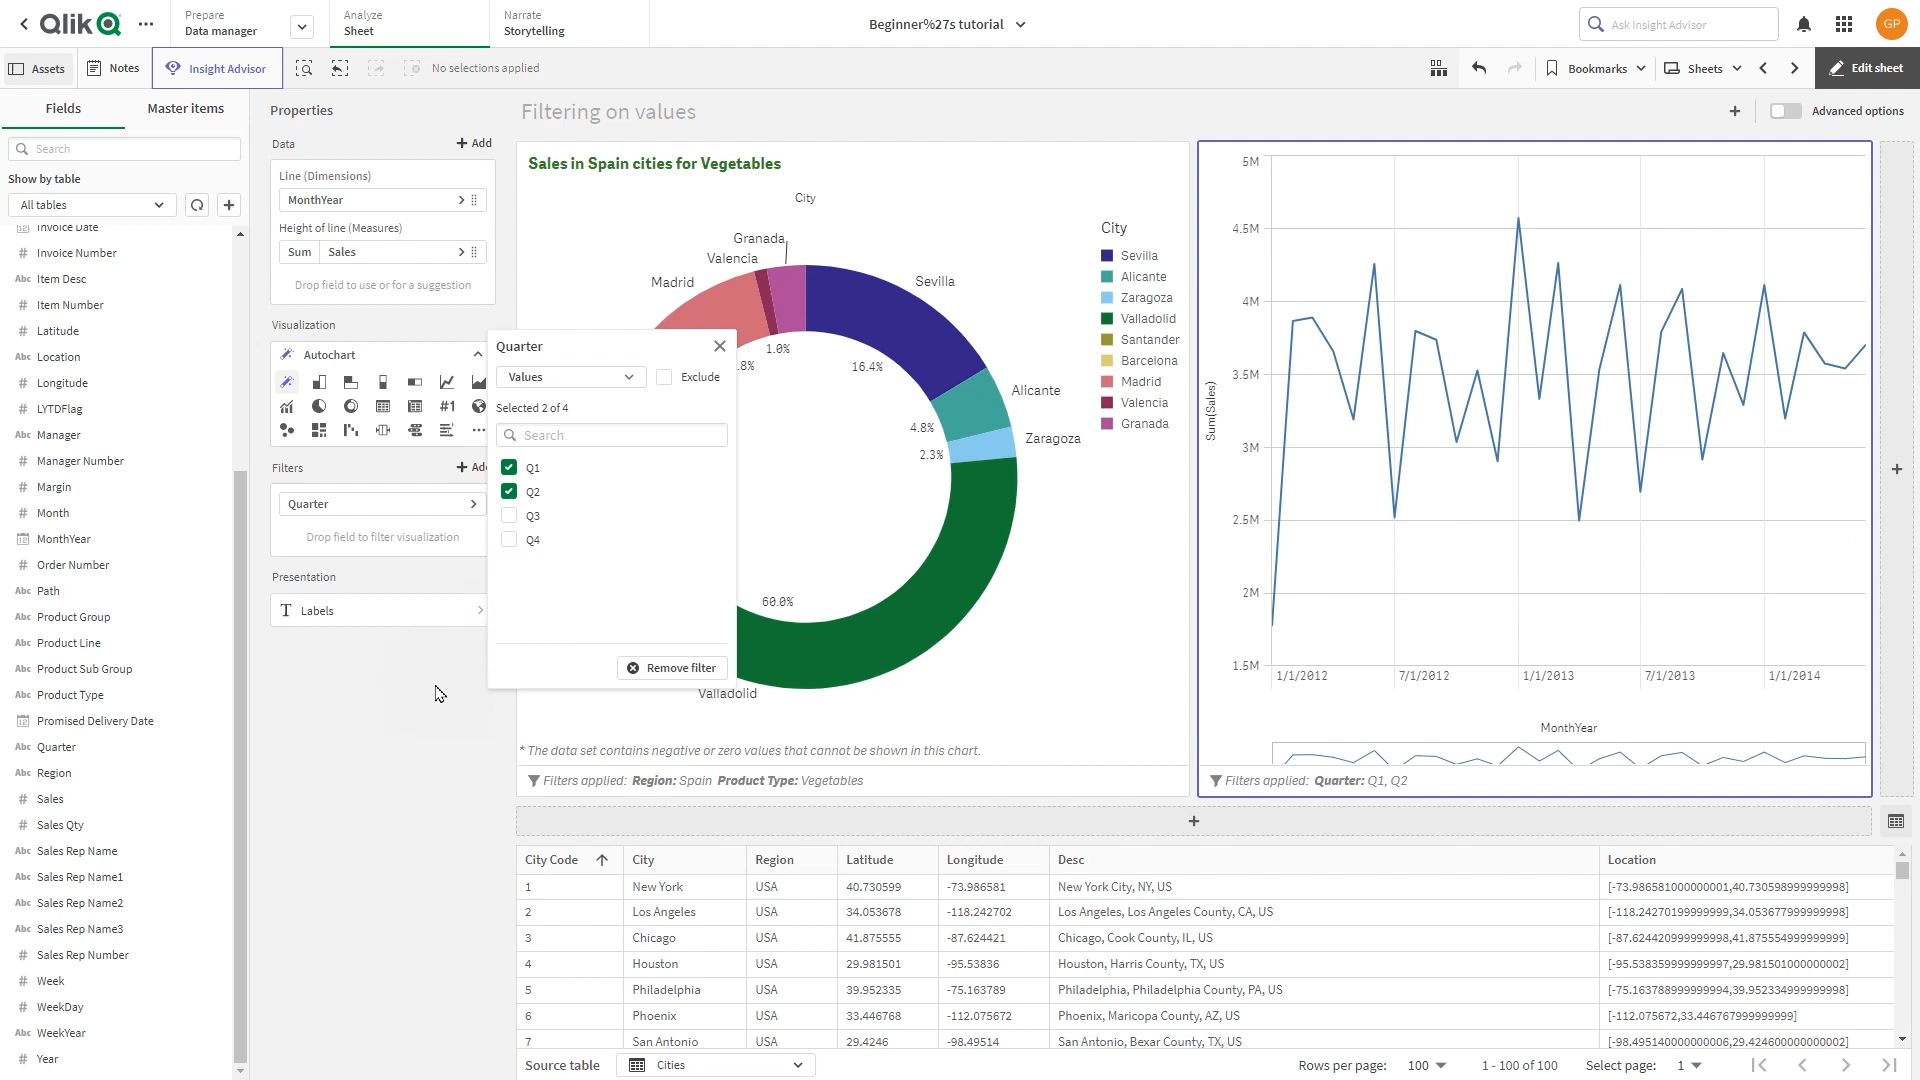 Qlik
Prepare
Data manager
Analyze
Sheet
Narrate
Storytelling
Beginner%27s tutorial
Ask Insight Advisor
GP
Assets
Notes
Insight Advisor
No selections applied
Bookmarks
Sheets
Edit sheet
Fields
Master items
Search
Show by table
All tables
Invoice Date
# Invoice Number
Abc Item Desc
# Item Number
# Latitude
Abc Location
# Longitude
# LYTDFlag
Abc Manager
# Manager Number
# Margin
# Month
MonthYear
# Order Number
# Path
Abc Product Group
Abc Product Line
Abc Product Sub Group
Abc Product Type
Promised Delivery Date
Abc Quarter
Abc Region
# Sales
# Sales Qty
Abc Sales Rep Name
Abc Sales Rep Name1
Abc Sales Rep Name2
Abc Sales Rep Name3
# Sales Rep Number
# Week
Abc WeekDay
Abc WeekYear
# Year
Properties
Data
Add
Line (Dimensions)
MonthYear
Height of line (Measures)
Sum Sales
Drop field to use or for a suggestion
Visualization
Autochart
#1
Filters
Quarter
Drop field to filter visualization
Presentation
T Labels
Quarter
Values
Exclude
Selected 2 of 4
Search
Q1
Q2
Q3
Q4
Remove filter
Filtering on values
Advanced options
Sales in Spain cities for Vegetables
City
Granada
Valencia
Madrid
Sevilla
Alicante
Zaragoza
Valladolid
1.0%
.8%
16.4%
4.8%
2.3%
60.0%
City
Sevilla
Alicante
Zaragoza
Valladolid
Santander
Barcelona
Madrid
Valencia
Granada
* The data set contains negative or zero values that cannot be shown in this chart.
Filters applied: Region: Spain Product Type: Vegetables
5M
4.5M
4M
3.5M
3M
2.5M
2M
1.5M
Sum(Sales)
1/1/2012
7/1/2012
1/1/2013
7/1/2013
1/1/2014
MonthYear
Filters applied: Quarter: Q1, Q2
City Code City Region Latitude Longitude Desc Location
1 New York USA 40.730599 -73.986581 New York City, NY, US [-73.986581000000001,40.730598999999998]
2 Los Angeles USA 34.053678 -118.242702 Los Angeles, Los Angeles County, CA, US [-118.24270199999999,34.053677999999998]
3 Chicago USA 41.875555 -87.624421 Chicago, Cook County, IL, US [-87.624420999999998,41.875554999999999]
4 Houston USA 29.981501 -95.53836 Houston, Harris County, TX, US [-95.538359999999997,29.981501000000002]
5 Philadelphia USA 39.952335 -75.163789 Philadelphia, Philadelphia County, PA, US [-75.163788999999994,39.952334999999998]
6 Phoenix USA 33.446768 -112.075672 Phoenix, Maricopa County, AZ, US [-112.075672,33.446767999999999]
7 San Antonio USA 29.4246 -98.49514 San Antonio, Bexar County, TX, US [-98.495140000000006,29.424600000000002]
Source table
Cities
Rows per page: 100
1 - 100 of 100
Select page: 1